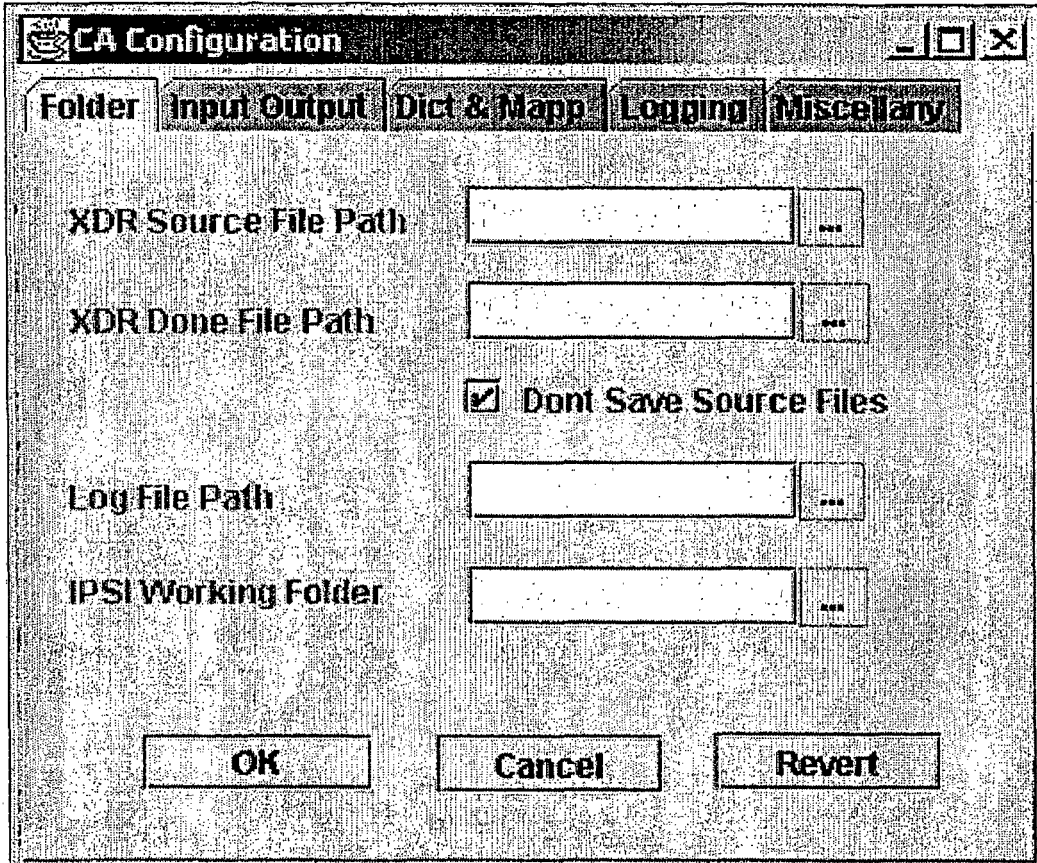 CA Configuration
Folder Input Output Dict & Mapp Logging Miscellany
XDR Source File Path ...
XDR Done File Path ...
Dont Save Source Files
Log File Path ...
IPSI Working Folder ...
OK Cancel Revert